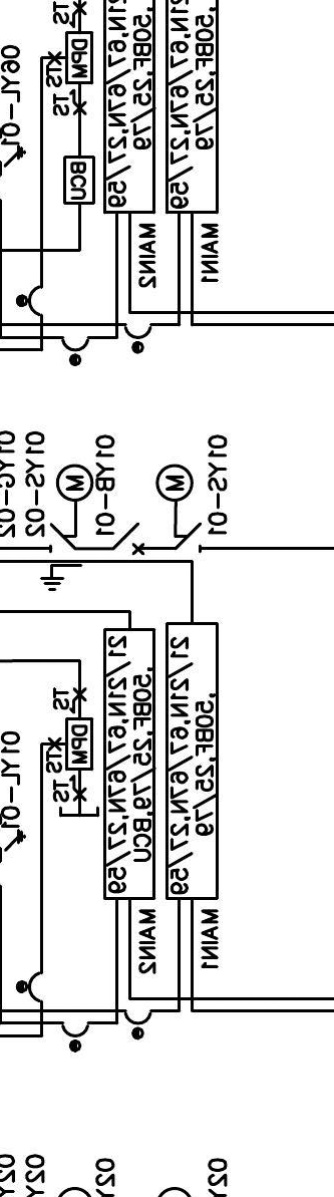 06YL-01
TS
DPM
TS
TS
BCU
21N,67/67N,27/59
,50BF,25/79
MAIN2
21N,67/67N,27/59
,50BF,25/79
MAIN1
01YG-02
01YS-02
M
01YB-01
M
01YS-01
01YL-01
TS
DPM
TS
TS
21/21N,67/67N,27/59
,50BF,25/79,BCU
MAIN2
21/21N,67/67N,27/59
,50BF,25/79
MAIN1
02Y
02Y
02Y
02Y